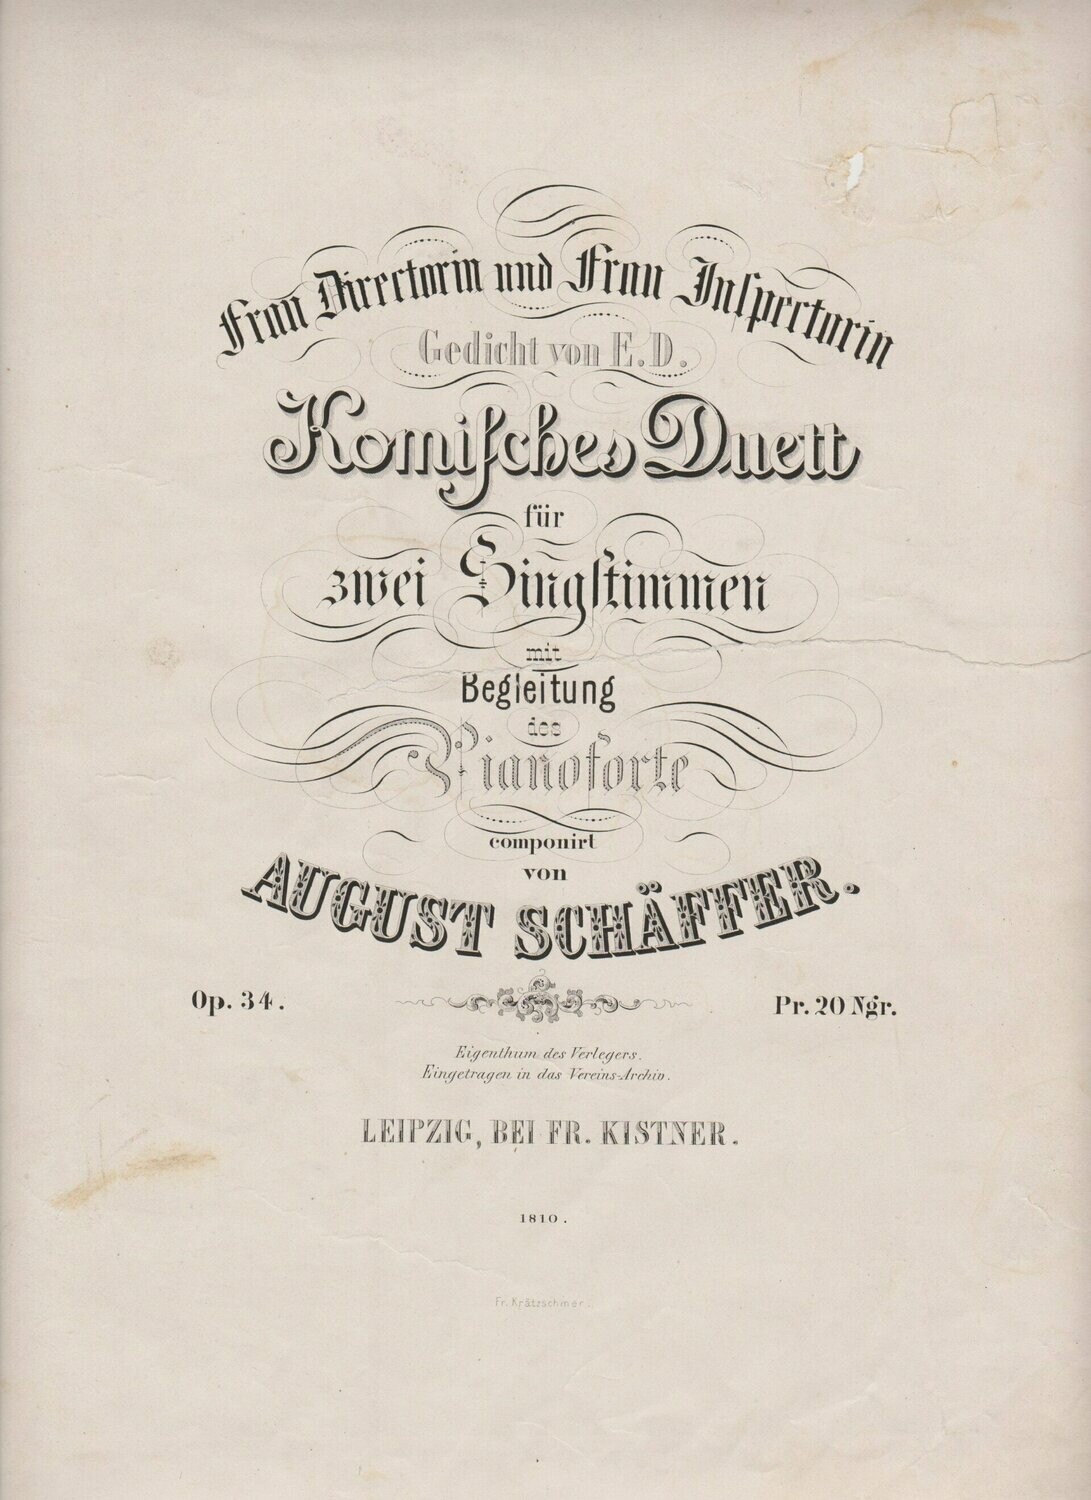 Frau Directorin und Frau Inſpectorin
Gedicht von E. D.
Komiſches Duett
für
zwei Singſtimmen
mit
Begleitung
des
Pianoforte
componirt
von
AUGUST SCHÄFFER.
Op. 34.
Pr. 20 Ngr.
Eigenthum des Verlegers.
Eingetragen in das Vereins-Archiv.
LEIPZIG, BEI FR. KISTNER.
1810.
Fr. Krätzschmer.